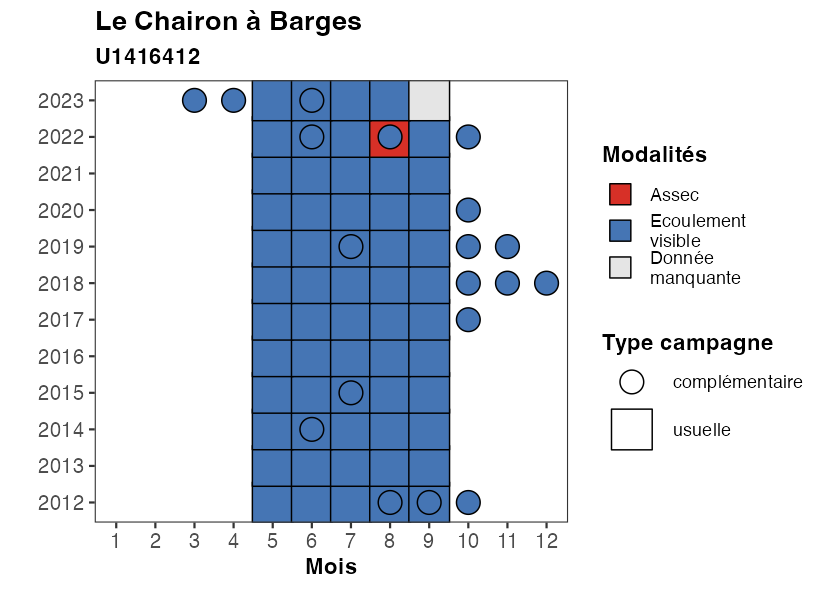 Le Chairon à Barges
U1416412
2023
2022
2021
2020
2019
2018
2017
2016
2015
2014
2013
2012
1 2 3 4 5 6 7 8 9 10 11 12
Mois
Modalités
Assec
Ecoulement
visible
Donnée
manquante
Type campagne
complémentaire
usuelle